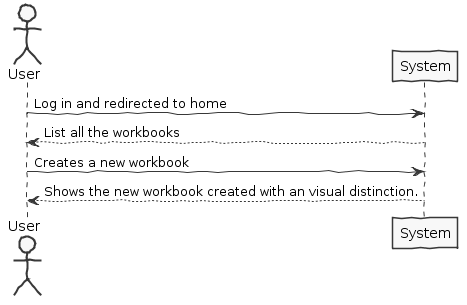 User
System
Log in and redirected to home
List all the workbooks
Creates a new workbook
Shows the new workbook created with an visual distinction.
User
System